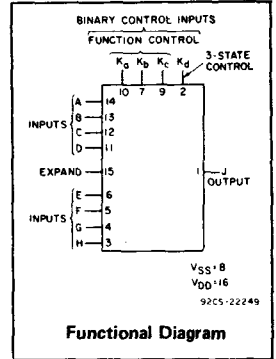 BINARY CONTROL INPUTS
FUNCTION CONTROL
Ka Kb Kc Kd
3-STATE
CONTROL
10 7 9 2
A 14
B 13
INPUTS
C 12
D 11
EXPAND 15
1 J
OUTPUT
E 6
F 5
INPUTS
G 4
H 3
VSS=8
VDD=16
92CS-22249
Functional Diagram